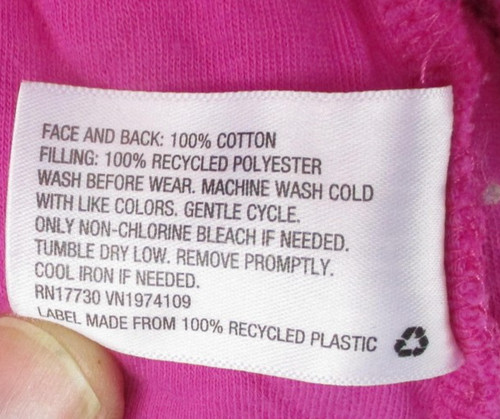 FACE AND BACK: 100% COTTON
FILLING: 100% RECYCLED POLYESTER
WASH BEFORE WEAR. MACHINE WASH COLD
WITH LIKE COLORS. GENTLE CYCLE.
ONLY NON-CHLORINE BLEACH IF NEEDED.
TUMBLE DRY LOW. REMOVE PROMPTLY.
COOL IRON IF NEEDED.
RN17730 VN1974109
LABEL MADE FROM 100% RECYCLED PLASTIC